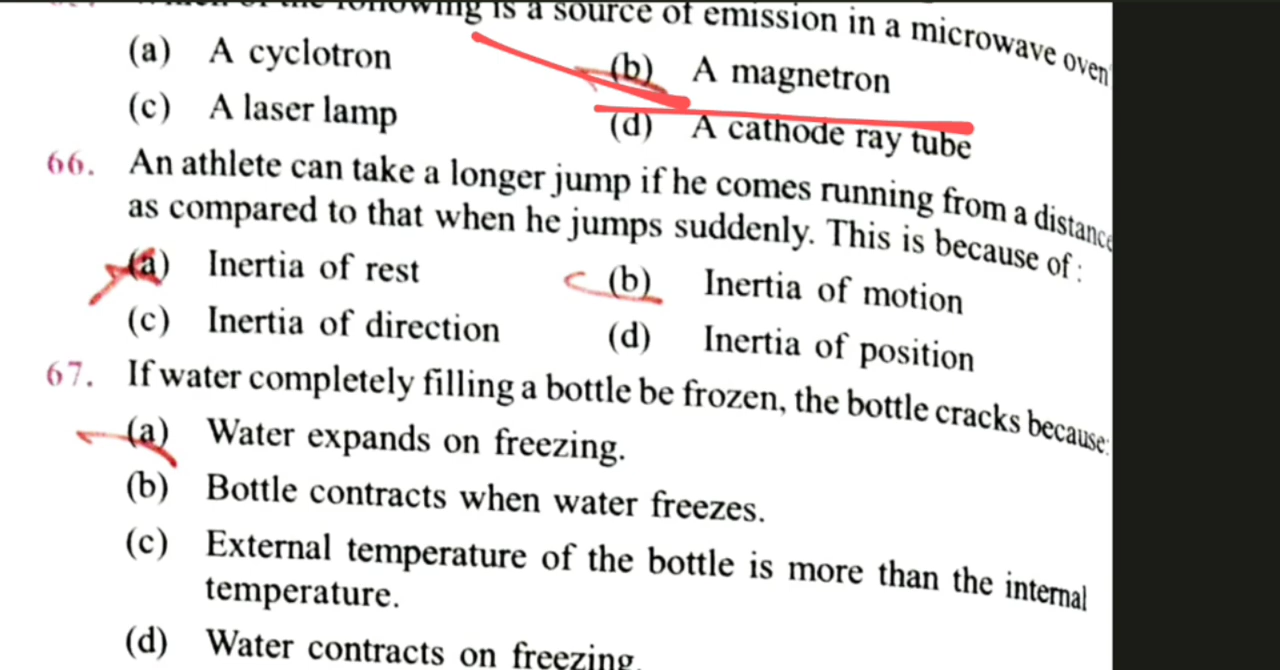 of the following is a source of emission in a microwave oven
(a) A cyclotron (b) A magnetron
(c) A laser lamp (d) A cathode ray tube
66. An athlete can take a longer jump if he comes running from a distance
as compared to that when he jumps suddenly. This is because of :
(a) Inertia of rest (b) Inertia of motion
(c) Inertia of direction (d) Inertia of position
67. If water completely filling a bottle be frozen, the bottle cracks because:
(a) Water expands on freezing.
(b) Bottle contracts when water freezes.
(c) External temperature of the bottle is more than the internal
temperature.
(d) Water contracts on freezing.